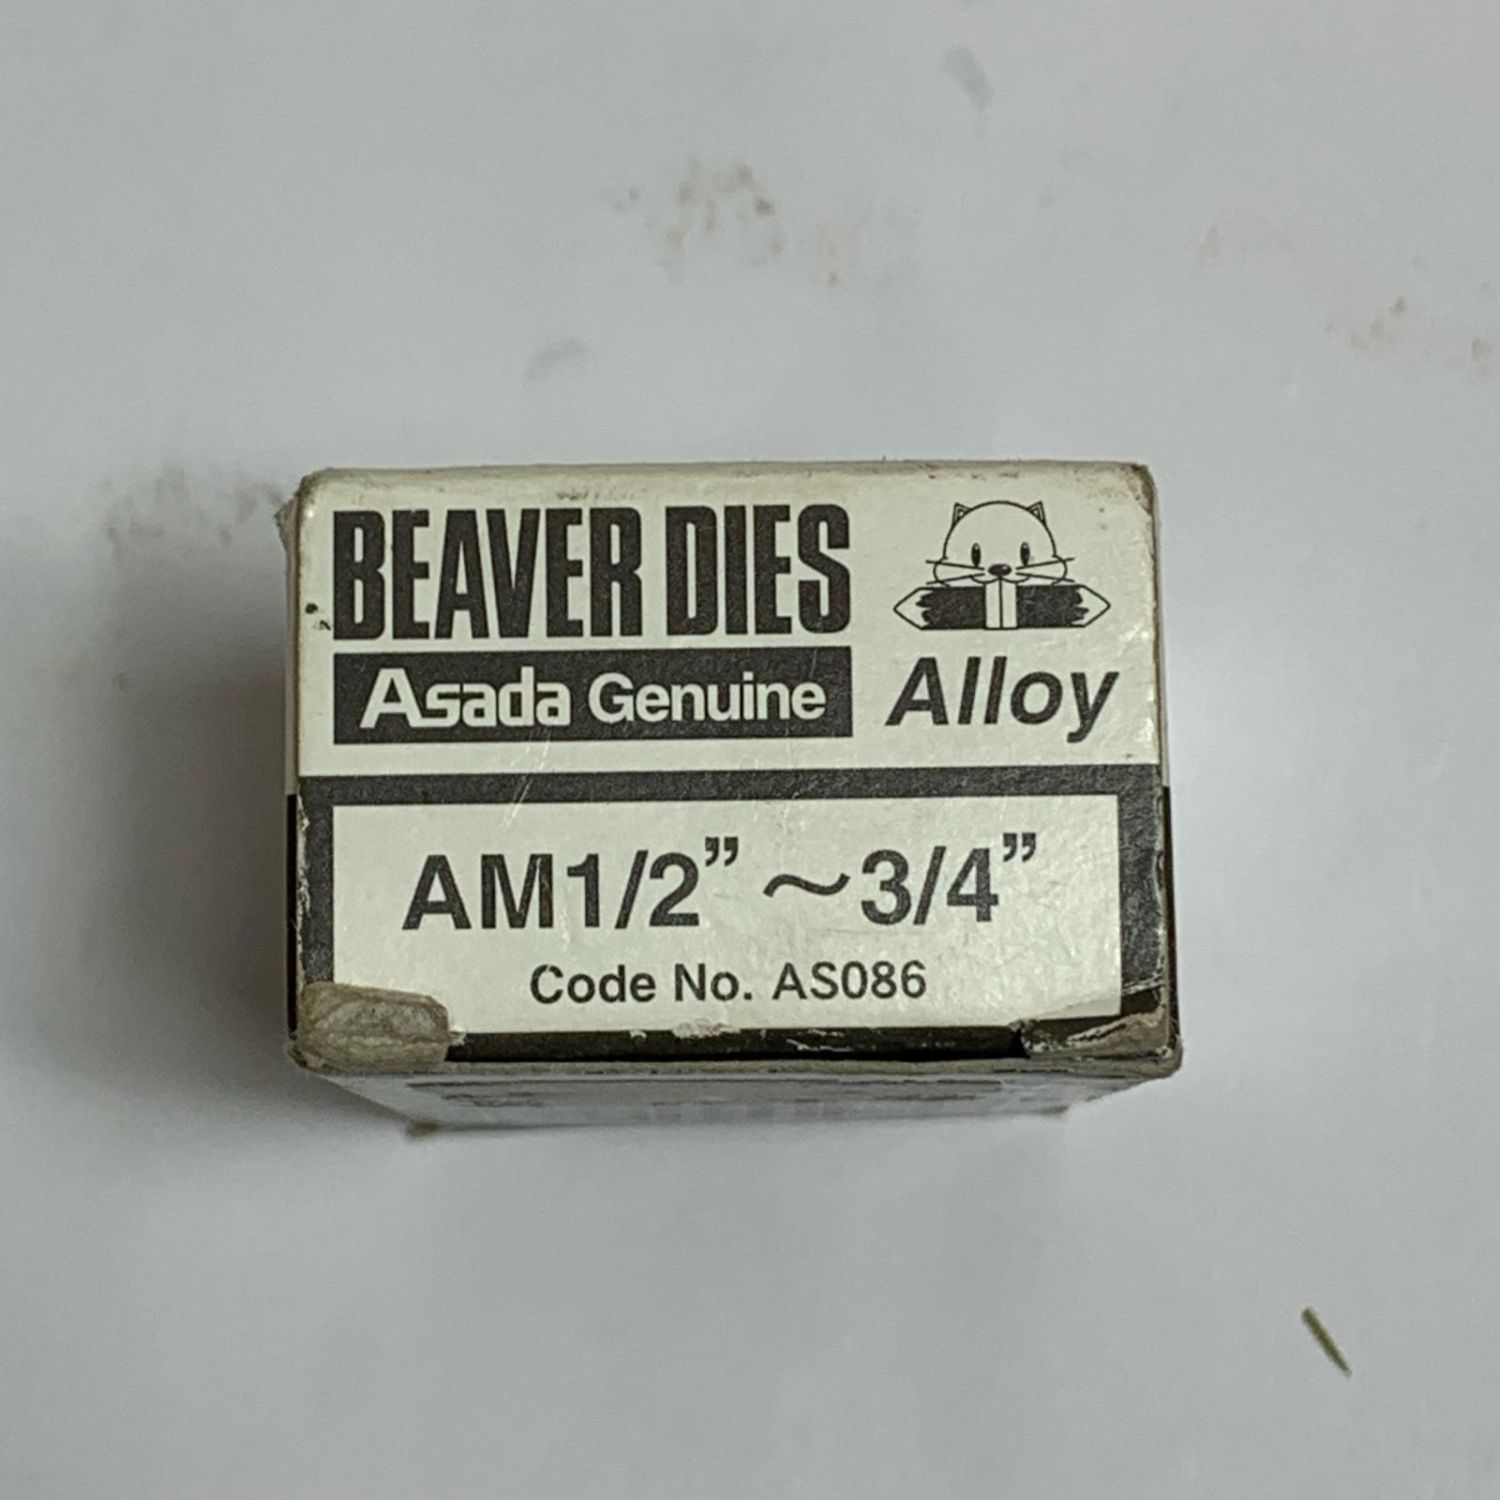 BEAVER DIES
Asada Genuine
Alloy
AM1/2”～3/4”
Code No. AS086